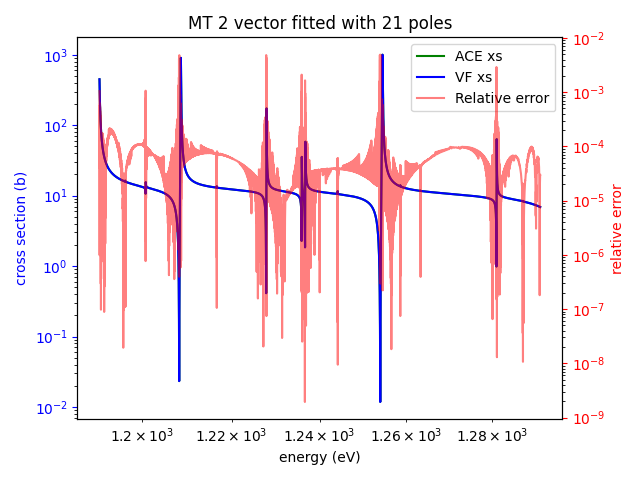 MT 2 vector fitted with 21 poles
ACE xs
VF xs
Relative error
cross section (b)
10³
10²
10¹
10⁰
10⁻¹
10⁻²
relative error
10⁻²
10⁻³
10⁻⁴
10⁻⁵
10⁻⁶
10⁻⁷
10⁻⁸
10⁻⁹
1.2 × 10³ 1.22 × 10³ 1.24 × 10³ 1.26 × 10³ 1.28 × 10³
energy (eV)